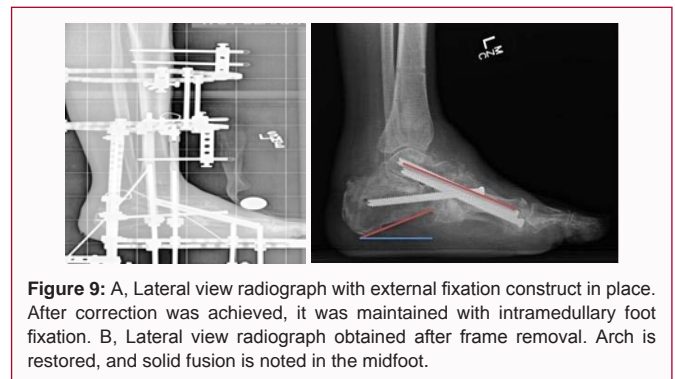 L
MNC
Figure 9: A, Lateral view radiograph with external fixation construct in place.
After correction was achieved, it was maintained with intramedullary foot
fixation. B, Lateral view radiograph obtained after frame removal. Arch is
restored, and solid fusion is noted in the midfoot.